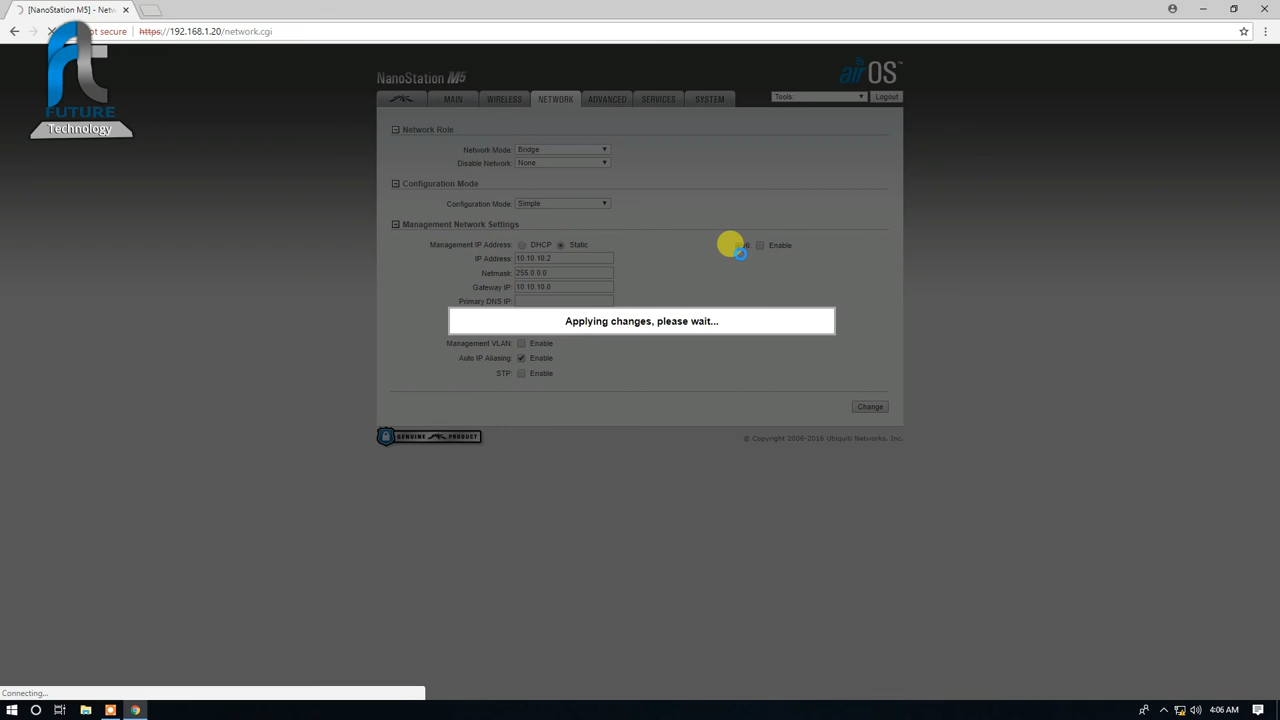 [NanoStation M5] - Netw
Not secure
https://192.168.1.20/network.cgi
FUTURE
Technology
NanoStation M5
airOS™
MAIN
WIRELESS
NETWORK
ADVANCED
SERVICES
SYSTEM
Tools:
Logout
Network Role
Network Mode: Bridge
Disable Network: None
Configuration Mode
Configuration Mode: Simple
Management Network Settings
Management IP Address: DHCP Static
Enable
IP Address: 10.10.10.2
Netmask: 255.0.0.0
Gateway IP: 10.10.10.0
Primary DNS IP:
Applying changes, please wait...
Management VLAN: Enable
Auto IP Aliasing: Enable
STP: Enable
Change
GENUINE PRODUCT
© Copyright 2006-2016 Ubiquiti Networks, Inc.
Connecting...
4:06 AM